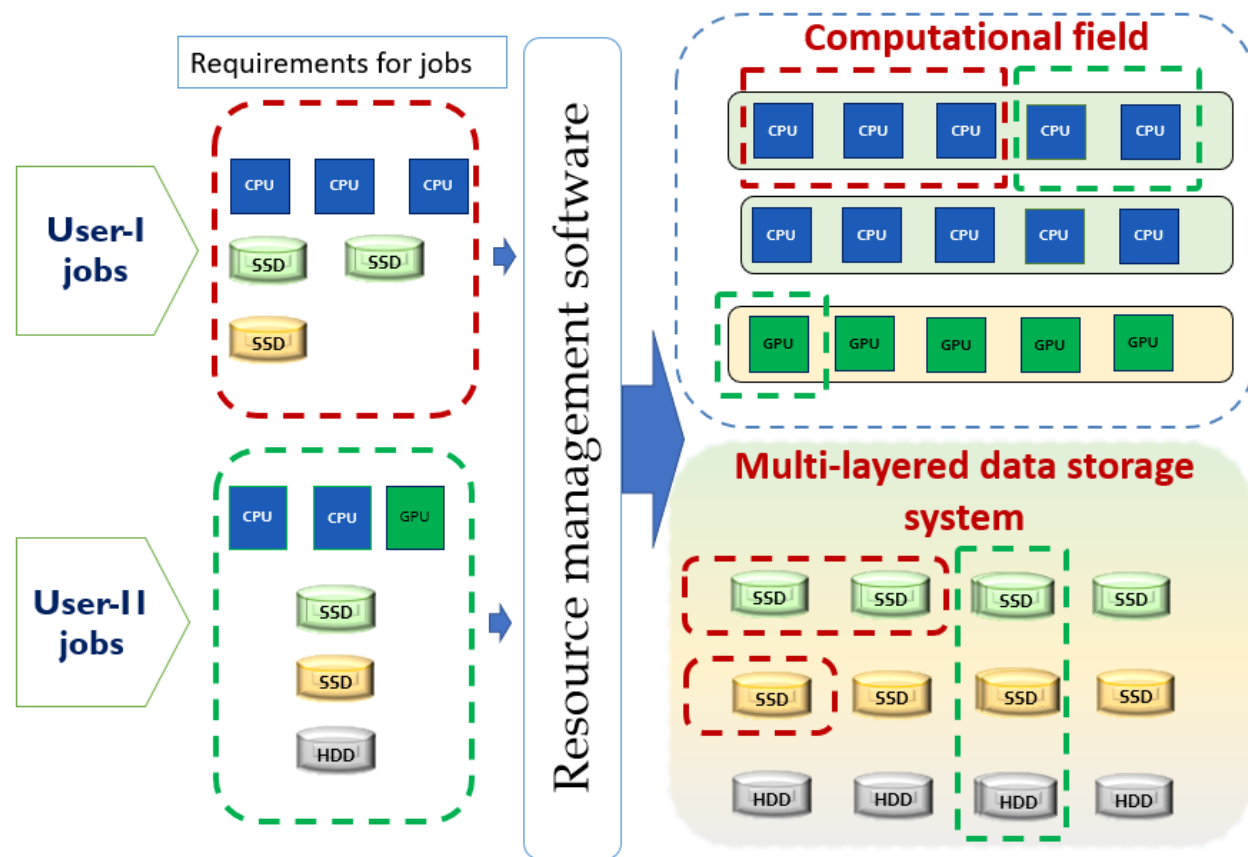 Requirements for jobs
User-I
jobs
CPU CPU CPU
SSD SSD
SSD
User-II
jobs
CPU CPU GPU
SSD
SSD
HDD
Resource management software
Computational field
CPU CPU CPU CPU CPU
CPU CPU CPU CPU CPU
GPU GPU GPU GPU GPU
Multi-layered data storage
system
SSD SSD SSD SSD
SSD SSD SSD SSD
HDD HDD HDD HDD